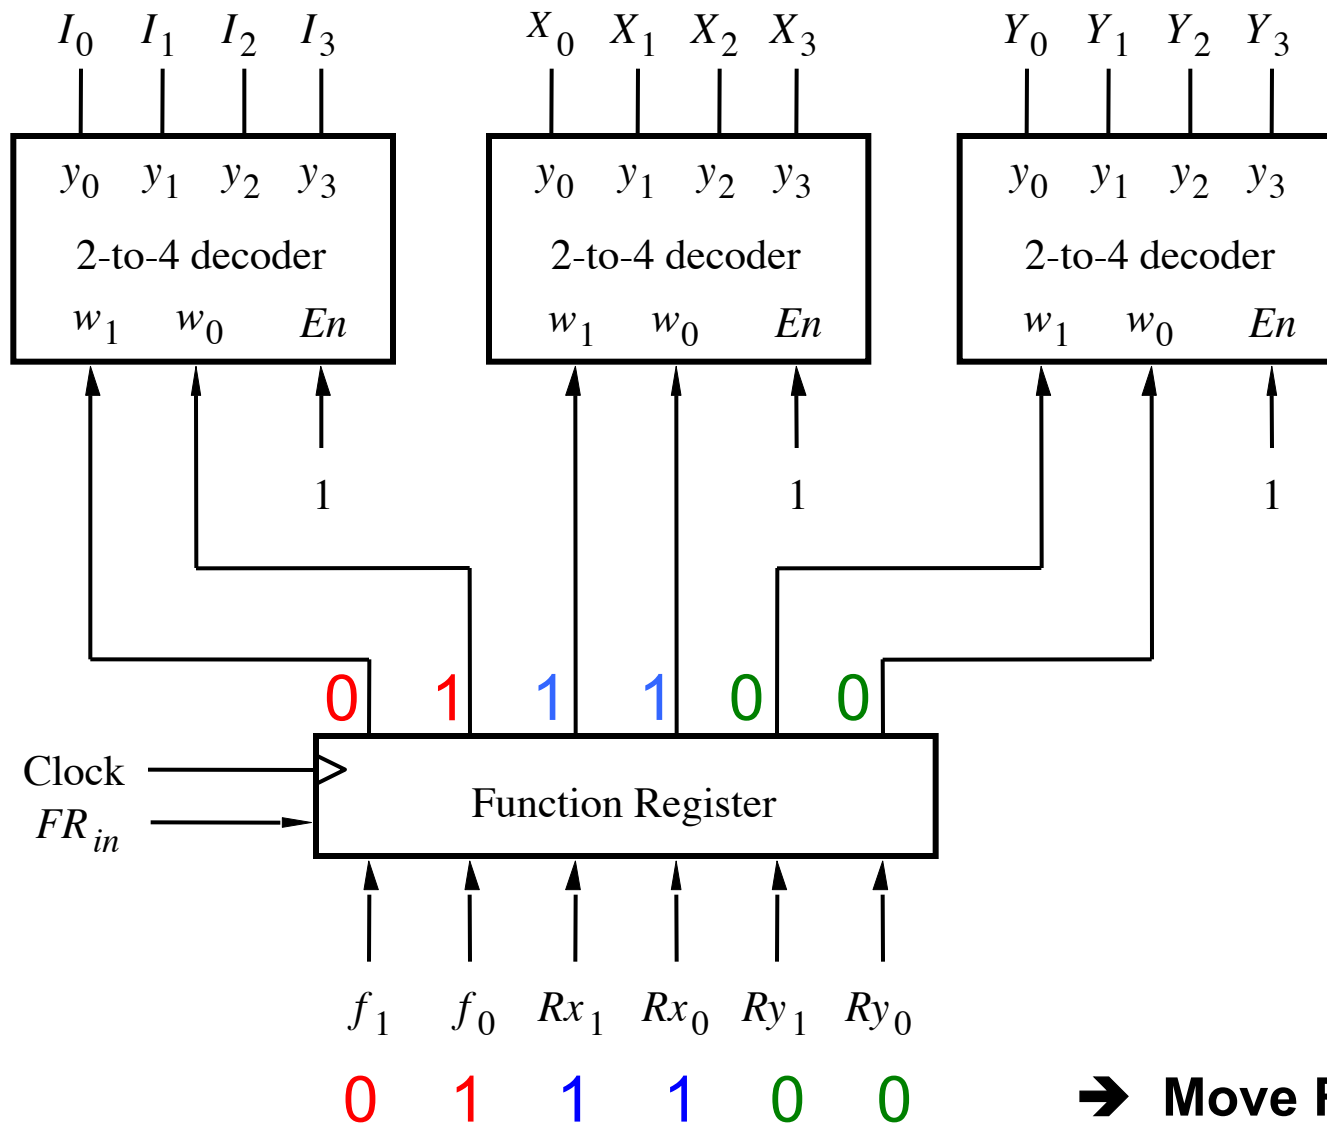 I0 I1 I2 I3 X0 X1 X2 X3 Y0 Y1 Y2 Y3
y0 y1 y2 y3 y0 y1 y2 y3 y0 y1 y2 y3
2-to-4 decoder 2-to-4 decoder 2-to-4 decoder
w1 w0 En w1 w0 En w1 w0 En
1 1 1
0 1 1 1 0 0
Clock
Function Register
FRin
f1 f0 Rx1 Rx0 Ry1 Ry0
0 1 1 1 0 0 ➔ Move